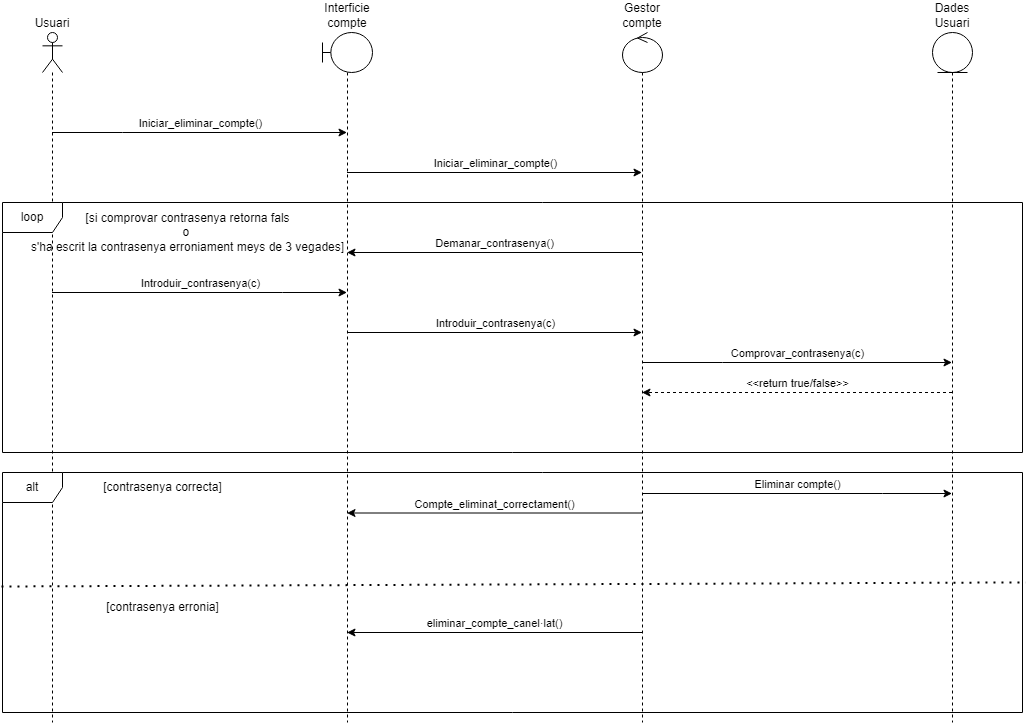 Usuari
Interfície
compte
Gestor
compte
Dades
Usuari
Iniciar_eliminar_compte()
Iniciar_eliminar_compte()
loop
[si comprovar contrasenya retorna fals
o
s'ha escrit la contrasenya erroniament meys de 3 vegades]
Demanar_contrasenya()
Introduir_contrasenya(c)
Introduir_contrasenya(c)
Comprovar_contrasenya(c)
<<return true/false>>
alt
[contrasenya correcta]
Eliminar compte()
Compte_eliminat_correctament()
[contrasenya erronia]
eliminar_compte_canel·lat()